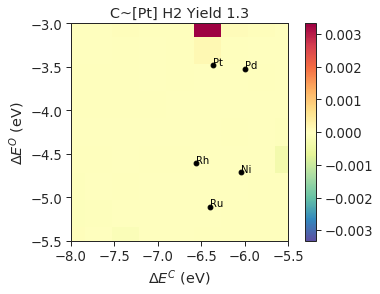 C~[Pt] H2 Yield 1.3
−3.0
−3.5
−4.0
−4.5
−5.0
−5.5
ΔE^O (eV)
Pt
Pd
Rh
Ni
Ru
−8.0 −7.5 −7.0 −6.5 −6.0 −5.5
ΔE^C (eV)
0.003
0.002
0.001
0.000
−0.001
−0.002
−0.003